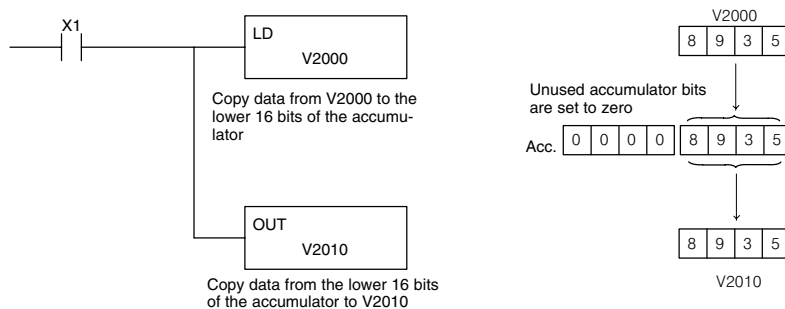 X1
LD
V2000
Copy data from V2000 to the
lower 16 bits of the accumu-
lator
OUT
V2010
Copy data from the lower 16 bits
of the accumulator to V2010
V2000
8 9 3 5
Unused accumulator bits
are set to zero
Acc. 0 0 0 0 8 9 3 5
8 9 3 5
V2010